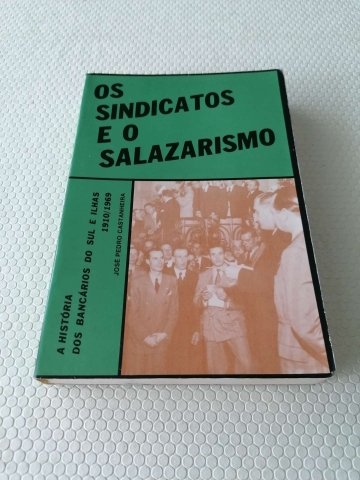 OS
SINDICATOS
E O
SALAZARISMO
A HISTÓRIA
DOS BANCÁRIOS DO SUL E ILHAS
1910/1969
JOSÉ PEDRO CASTANHEIRA